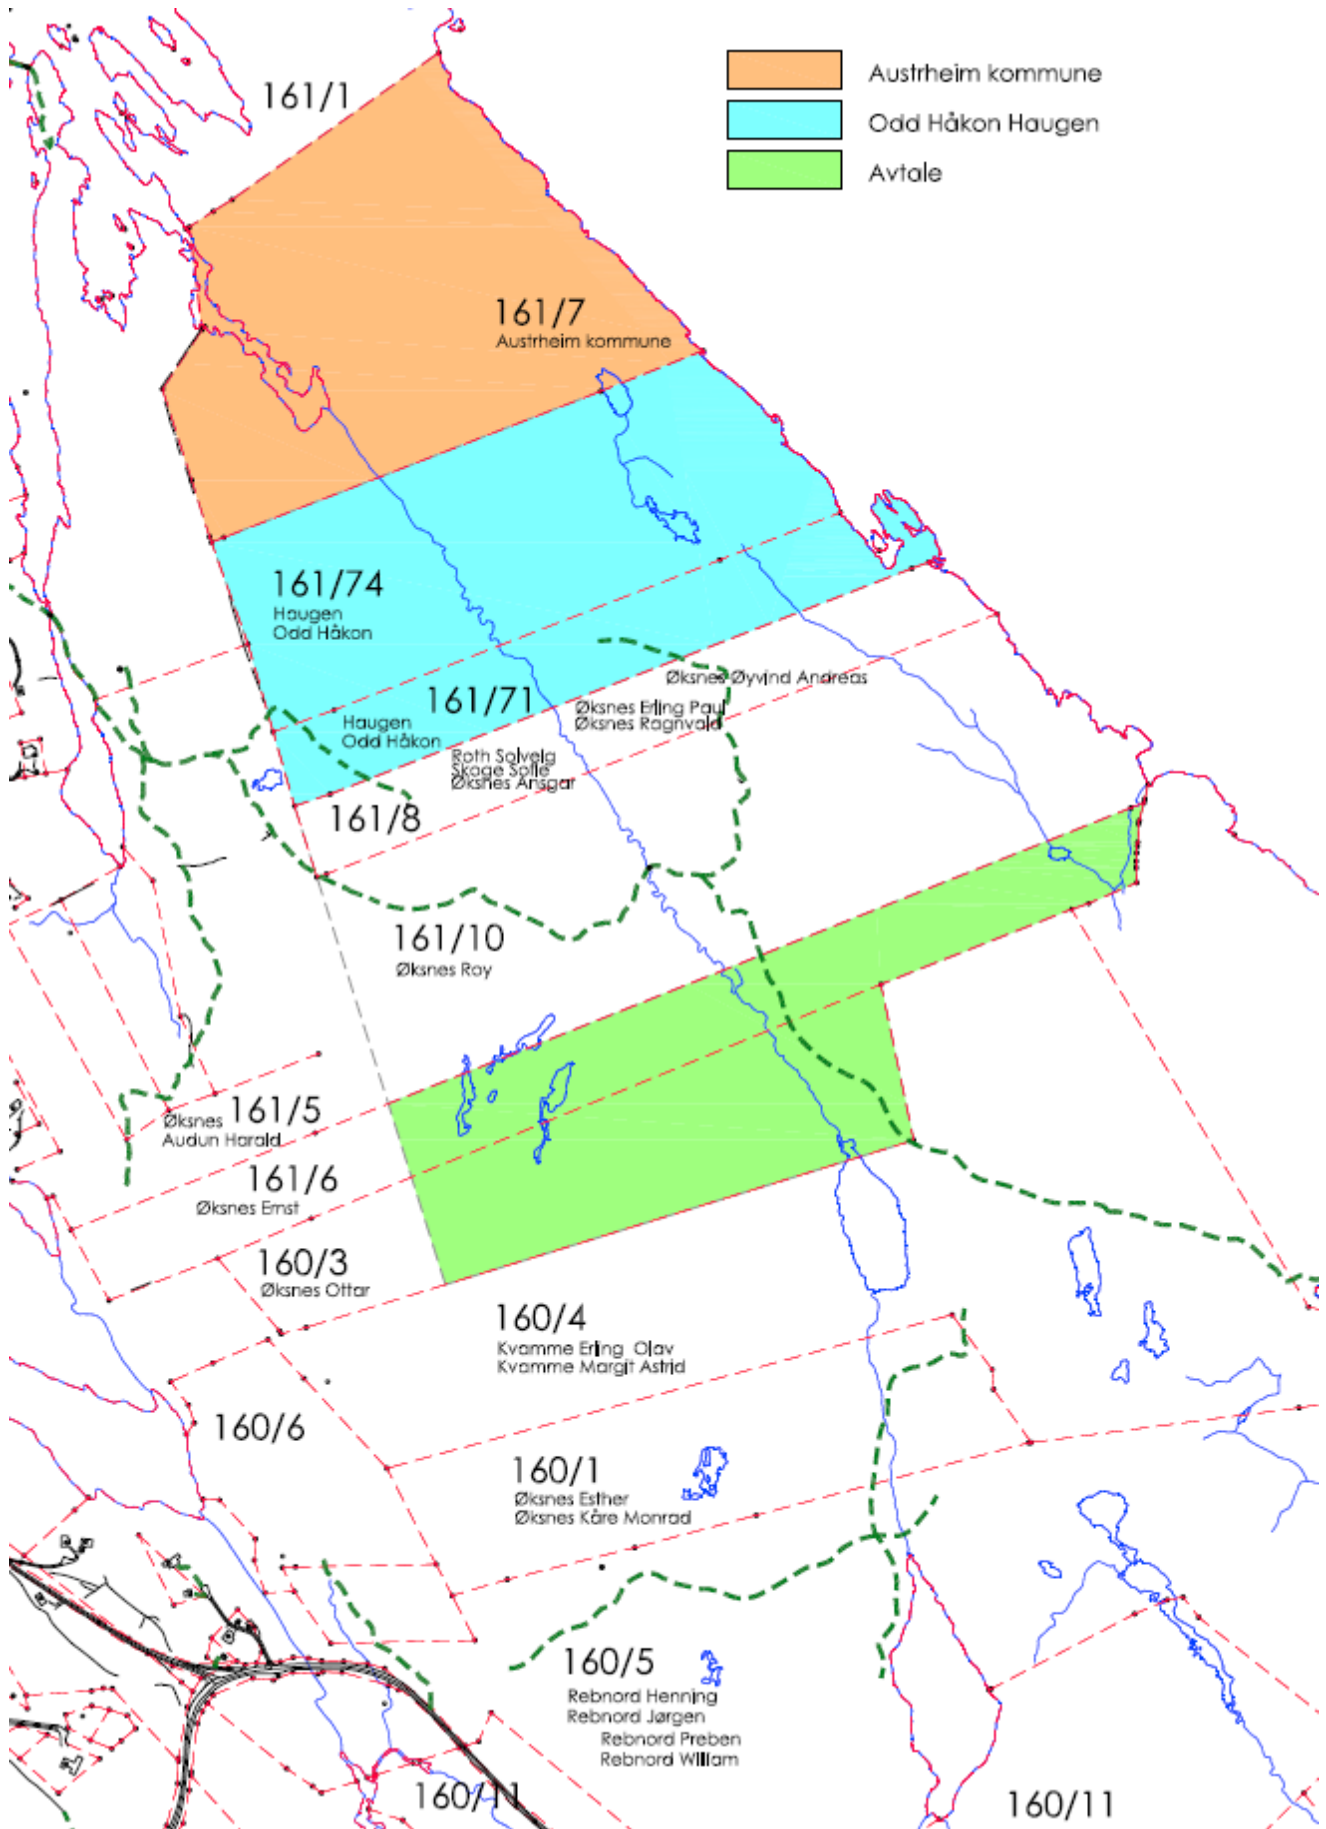 161/1
Austrheim kommune
Odd Håkon Haugen
Avtale
161/7
Austrheim kommune
161/74
Haugen
Odd Håkon
161/71
Haugen
Odd Håkon
Øksnes Øyvind Andreas
Øksnes Erling Paul
Øksnes Ragnvald
Roth Solveig
Skage Sofie
Øksnes Ansgar
161/8
161/10
Øksnes Roy
161/5
Øksnes
Audun Harald
161/6
Øksnes Ernst
160/3
Øksnes Ottar
160/4
Kvamme Erling Olav
Kvamme Margit Astrid
160/6
160/1
Øksnes Esther
Øksnes Kåre Monrad
160/5
Rebnord Henning
Rebnord Jørgen
Rebnord Preben
Rebnord William
160/11
160/11